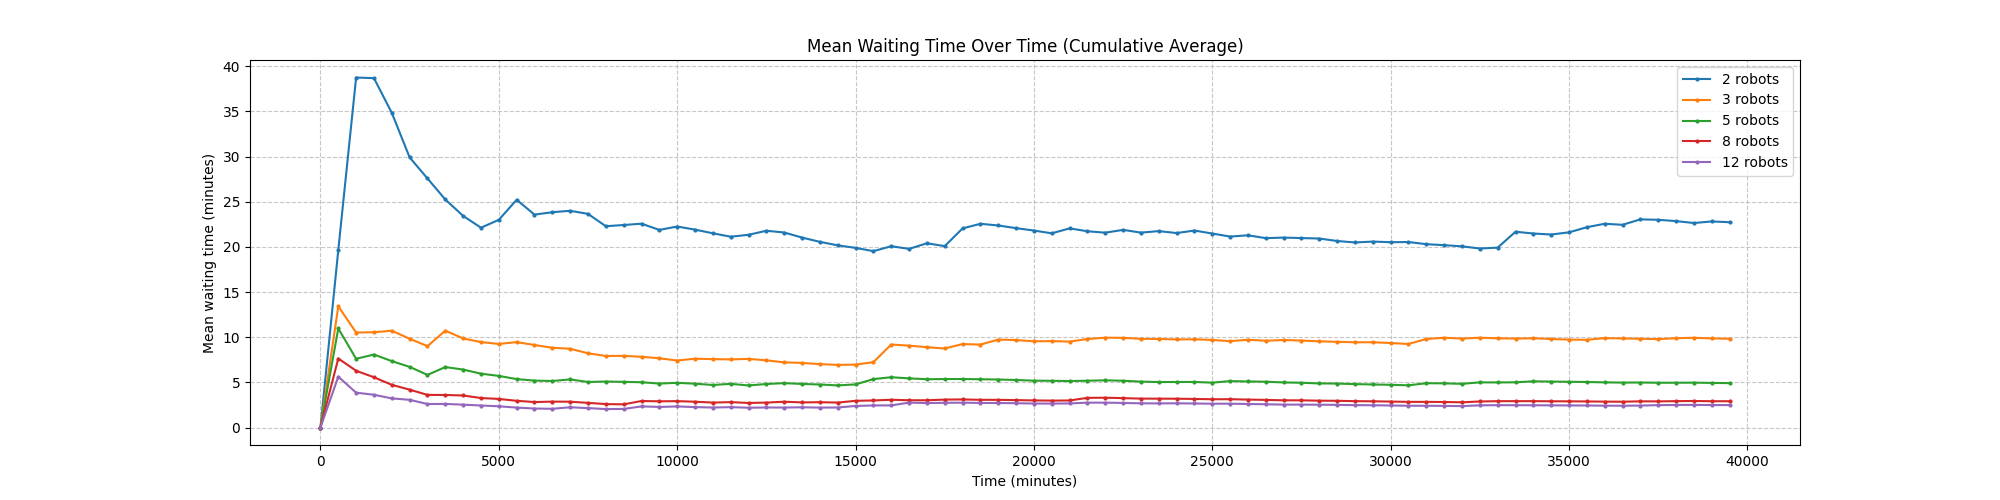 Mean Waiting Time Over Time (Cumulative Average)
Mean waiting time (minutes)
40
35
30
25
20
15
10
5
0
2 robots
3 robots
5 robots
8 robots
12 robots
0 5000 10000 15000 20000 25000 30000 35000 40000
Time (minutes)